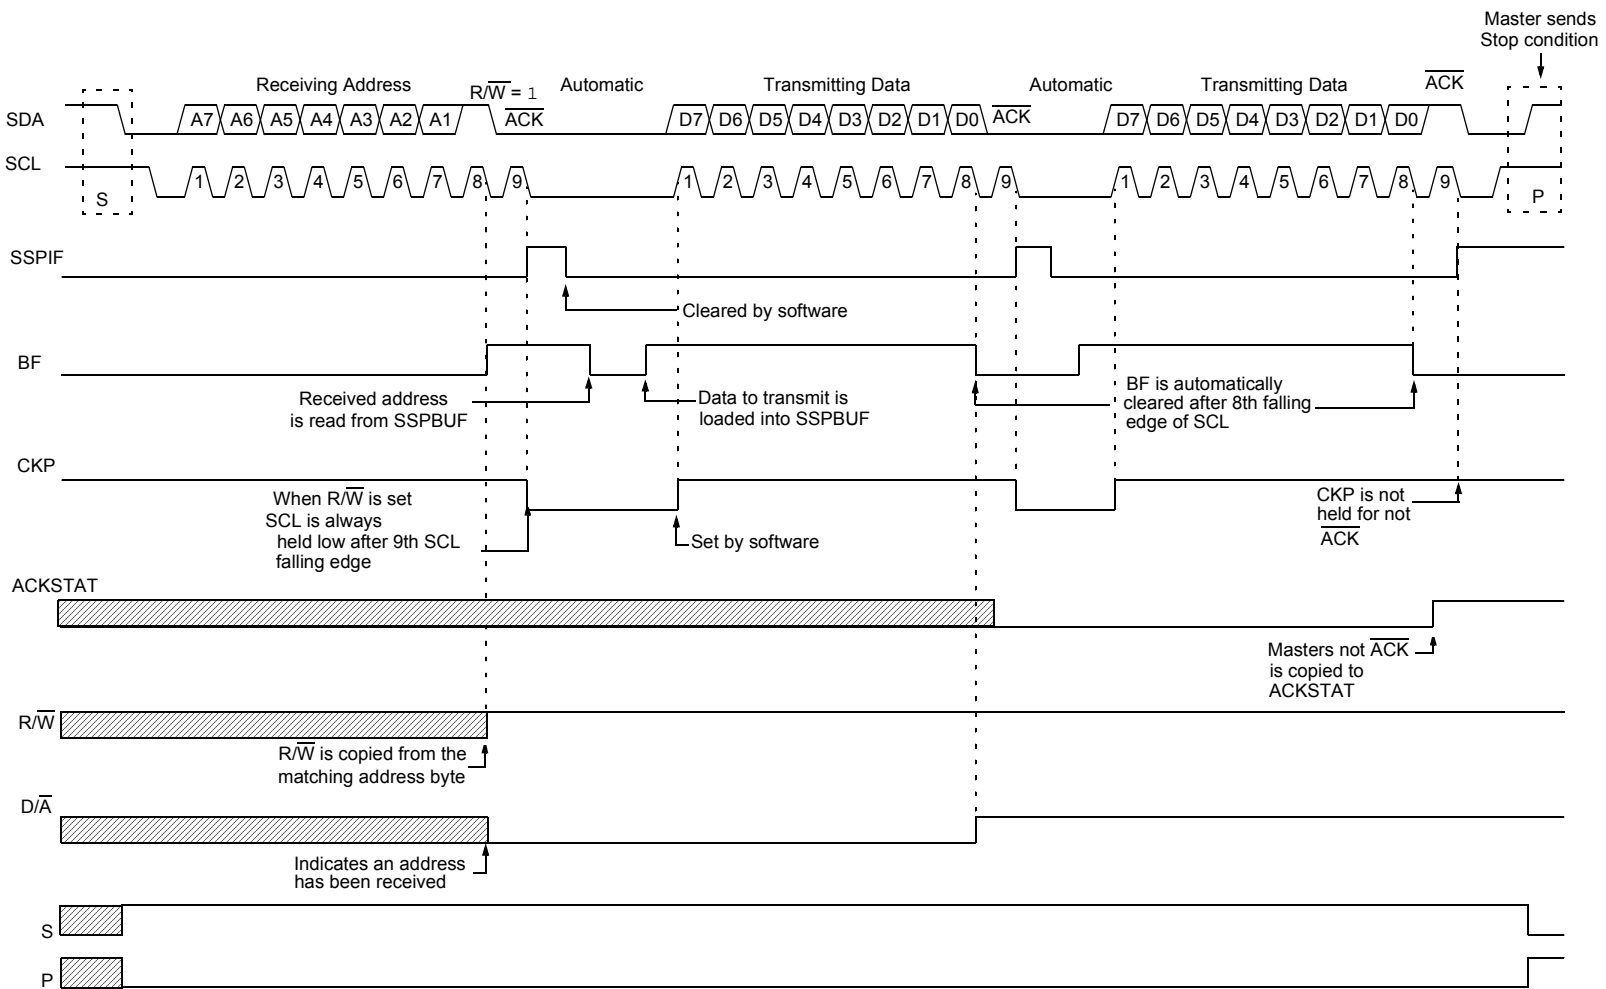 Master sends
Stop condition
Receiving Address
R/W = 1
Automatic
Transmitting Data
Automatic
Transmitting Data
ACK
SDA
A7 A6 A5 A4 A3 A2 A1
ACK
D7 D6 D5 D4 D3 D2 D1 D0
ACK
D7 D6 D5 D4 D3 D2 D1 D0
SCL
S
1 2 3 4 5 6 7 8 9
1 2 3 4 5 6 7 8 9
1 2 3 4 5 6 7 8 9
P
SSPIF
Cleared by software
BF
Received address
is read from SSPBUF
Data to transmit is
loaded into SSPBUF
BF is automatically
cleared after 8th falling
edge of SCL
CKP
When R/W is set
SCL is always
held low after 9th SCL
falling edge
Set by software
CKP is not
held for not
ACK
ACKSTAT
Masters not ACK
is copied to
ACKSTAT
R/W
R/W is copied from the
matching address byte
D/A
Indicates an address
has been received
S
P